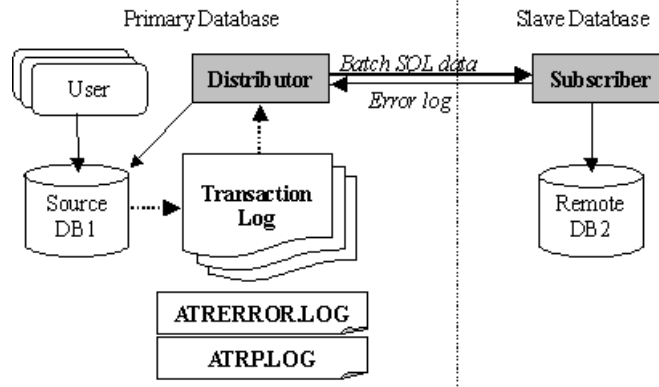 Primary Database
Slave Database
User
Distributor
Batch SQL data
Error log
Subscriber
Source
DB1
Transaction
Log
Remote
DB2
ATRERROR.LOG
ATRP.LOG